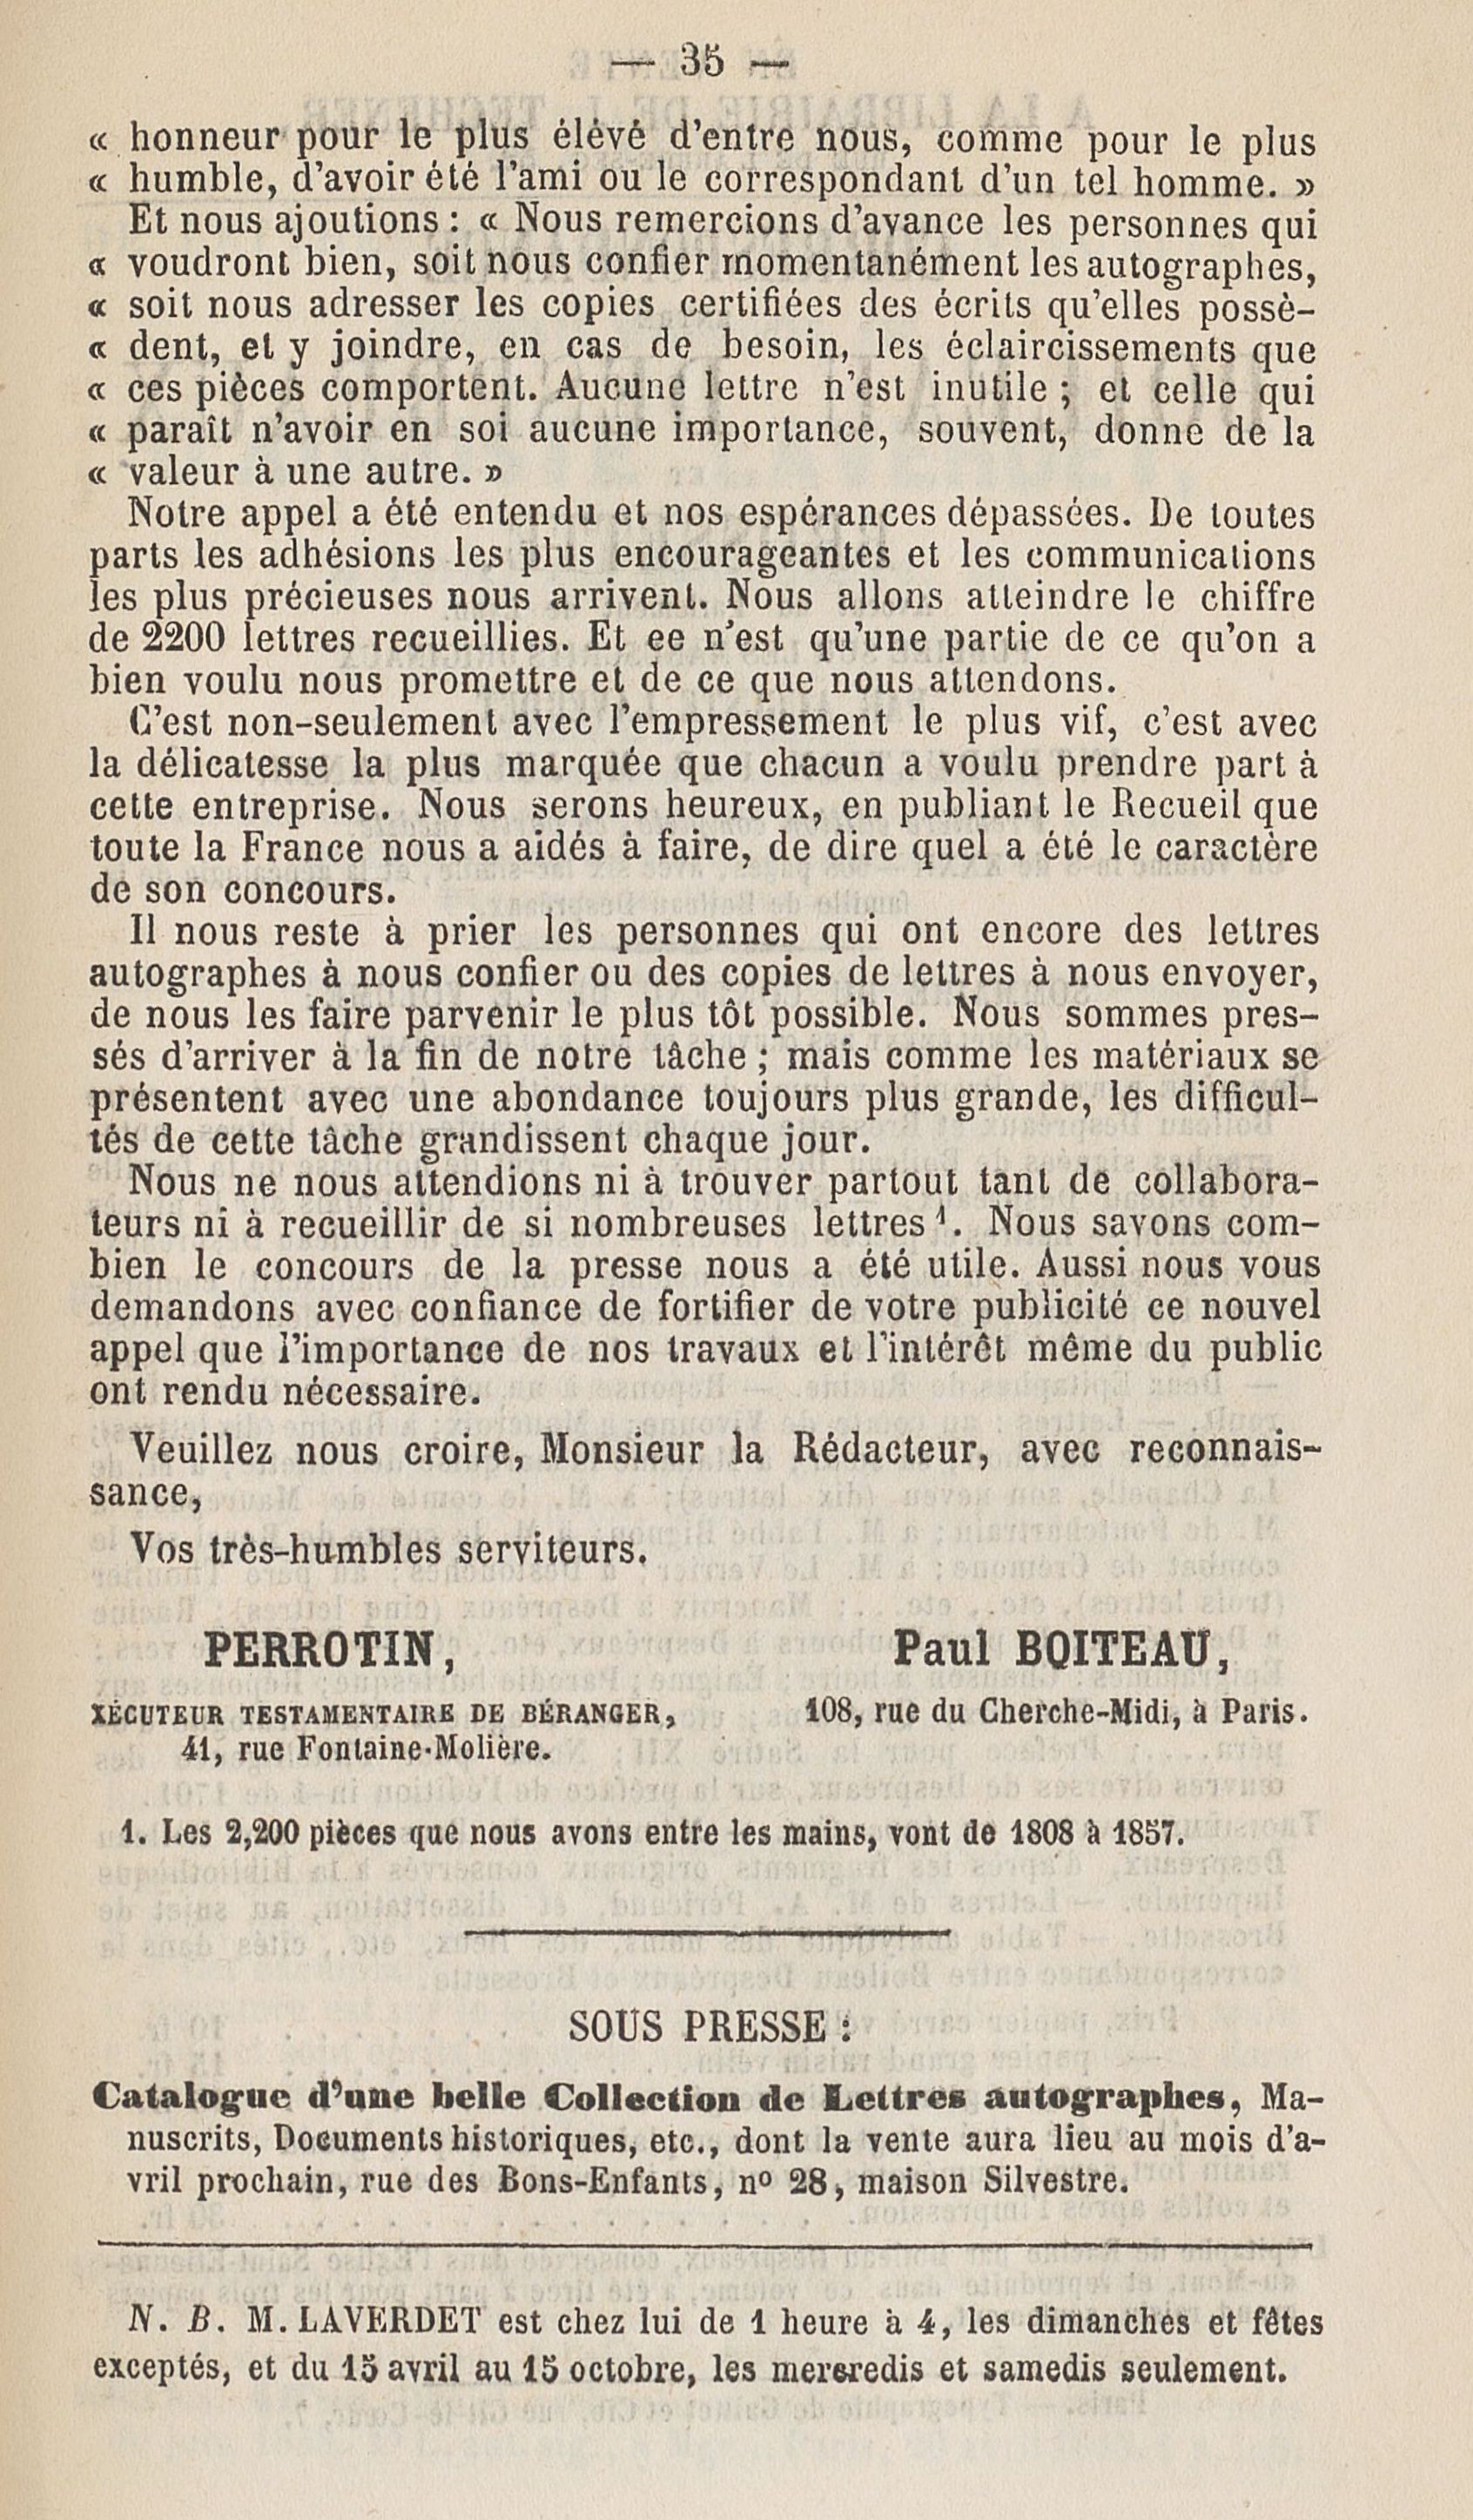 — 35 —
« honneur pour le plus élevé d'entre nous, comme pour le plus
« humble, d'avoir été l'ami ou le correspondant d'un tel homme. »
Et nous ajoutions : « Nous remercions d'avance les personnes qui
« voudront bien, soit nous confier momentanément les autographes,
« soit nous adresser les copies certifiées des écrits qu'elles possè-
« dent, et y joindre, en cas de besoin, les éclaircissements que
« ces pièces comportent. Aucune lettre n'est inutile ; et celle qui
« paraît n'avoir en soi aucune importance, souvent, donne de la
« valeur à une autre. »
Notre appel a été entendu et nos espérances dépassées. De toutes
parts les adhésions les plus encourageantes et les communications
les plus précieuses nous arrivent. Nous allons atteindre le chiffre
de 2200 lettres recueillies. Et ee n'est qu'une partie de ce qu'on a
bien voulu nous promettre et de ce que nous attendons.
C'est non-seulement avec l'empressement le plus vif, c'est avec
la délicatesse la plus marquée que chacun a voulu prendre part à
cette entreprise. Nous serons heureux, en publiant le Recueil que
toute la France nous a aidés à faire, de dire quel a été le caractère
de son concours.
Il nous reste à prier les personnes qui ont encore des lettres
autographes à nous confier ou des copies de lettres à nous envoyer,
de nous les faire parvenir le plus tôt possible. Nous sommes pres-
sés d'arriver à la fin de notre tâche ; mais comme les matériaux se
présentent avec une abondance toujours plus grande, les difficul-
tés de cette tâche grandissent chaque jour.
Nous ne nous attendions ni à trouver partout tant de collabora-
teurs ni à recueillir de si nombreuses lettres¹. Nous savons com-
bien le concours de la presse nous a été utile. Aussi nous vous
demandons avec confiance de fortifier de votre publicité ce nouvel
appel que l'importance de nos travaux et l'intérêt même du public
ont rendu nécessaire.
Veuillez nous croire, Monsieur la Rédacteur, avec reconnais-
sance,
Vos très-humbles serviteurs.
PERROTIN,
XÉCUTEUR TESTAMENTAIRE DE BÉRANGER,
41, rue Fontaine-Molière.
Paul BOITEAU,
108, rue du Cherche-Midi, à Paris.
1. Les 2,200 pièces que nous avons entre les mains, vont de 1808 à 1857.
SOUS PRESSE :
Catalogue d'une belle Collection de Lettres autographes, Ma-
nuscrits, Documents historiques, etc., dont la vente aura lieu au mois d'a-
vril prochain, rue des Bons-Enfants, nº 28, maison Silvestre.
N. B. M. LAVERDET est chez lui de 1 heure à 4, les dimanches et fêtes
exceptés, et du 15 avril au 15 octobre, les mercredis et samedis seulement.